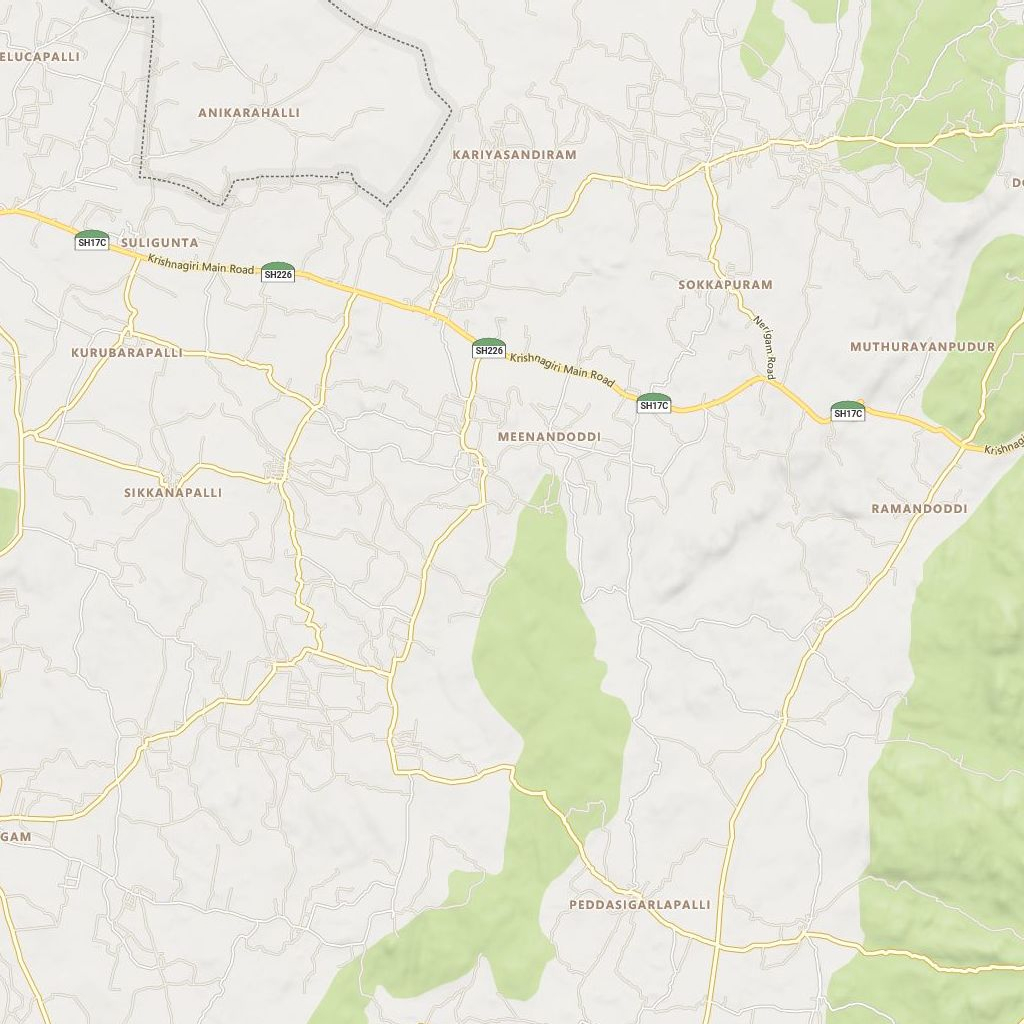 ELUCAPALLI
ANIKARAHALLI
KARIYASANDIRAM
SH17C
SULIGUNTA
Krishnagiri Main Road
SH226
SOKKAPURAM
Nerigam Road
MUTHURAYANPUDUR
KURUBARAPALLI
SH226
Krishnagiri Main Road
SH17C
SH17C
MEENANDODDI
Krishnag
SIKKANAPALLI
RAMANDODDI
GAM
PEDDASIGARLAPALLI